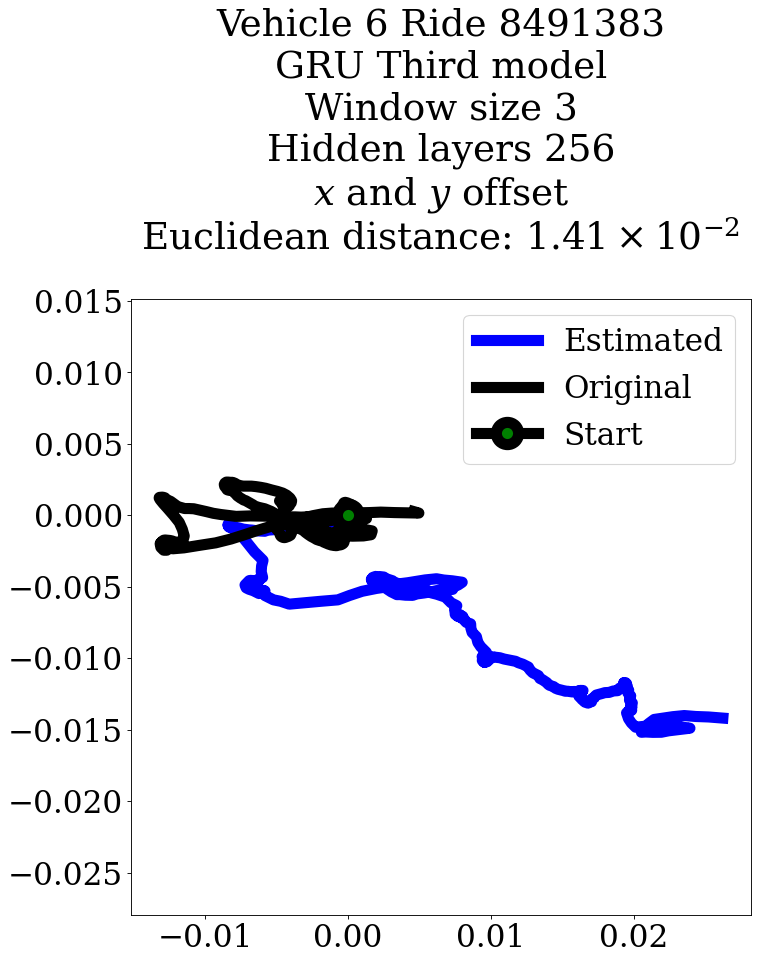 Vehicle 6 Ride 8491383
GRU Third model
Window size 3
Hidden layers 256
x and y offset
Euclidean distance: 1.41 × 10⁻²
0.015
0.010
0.005
0.000
−0.005
−0.010
−0.015
−0.020
−0.025
Estimated
Original
Start
−0.01 0.00 0.01 0.02